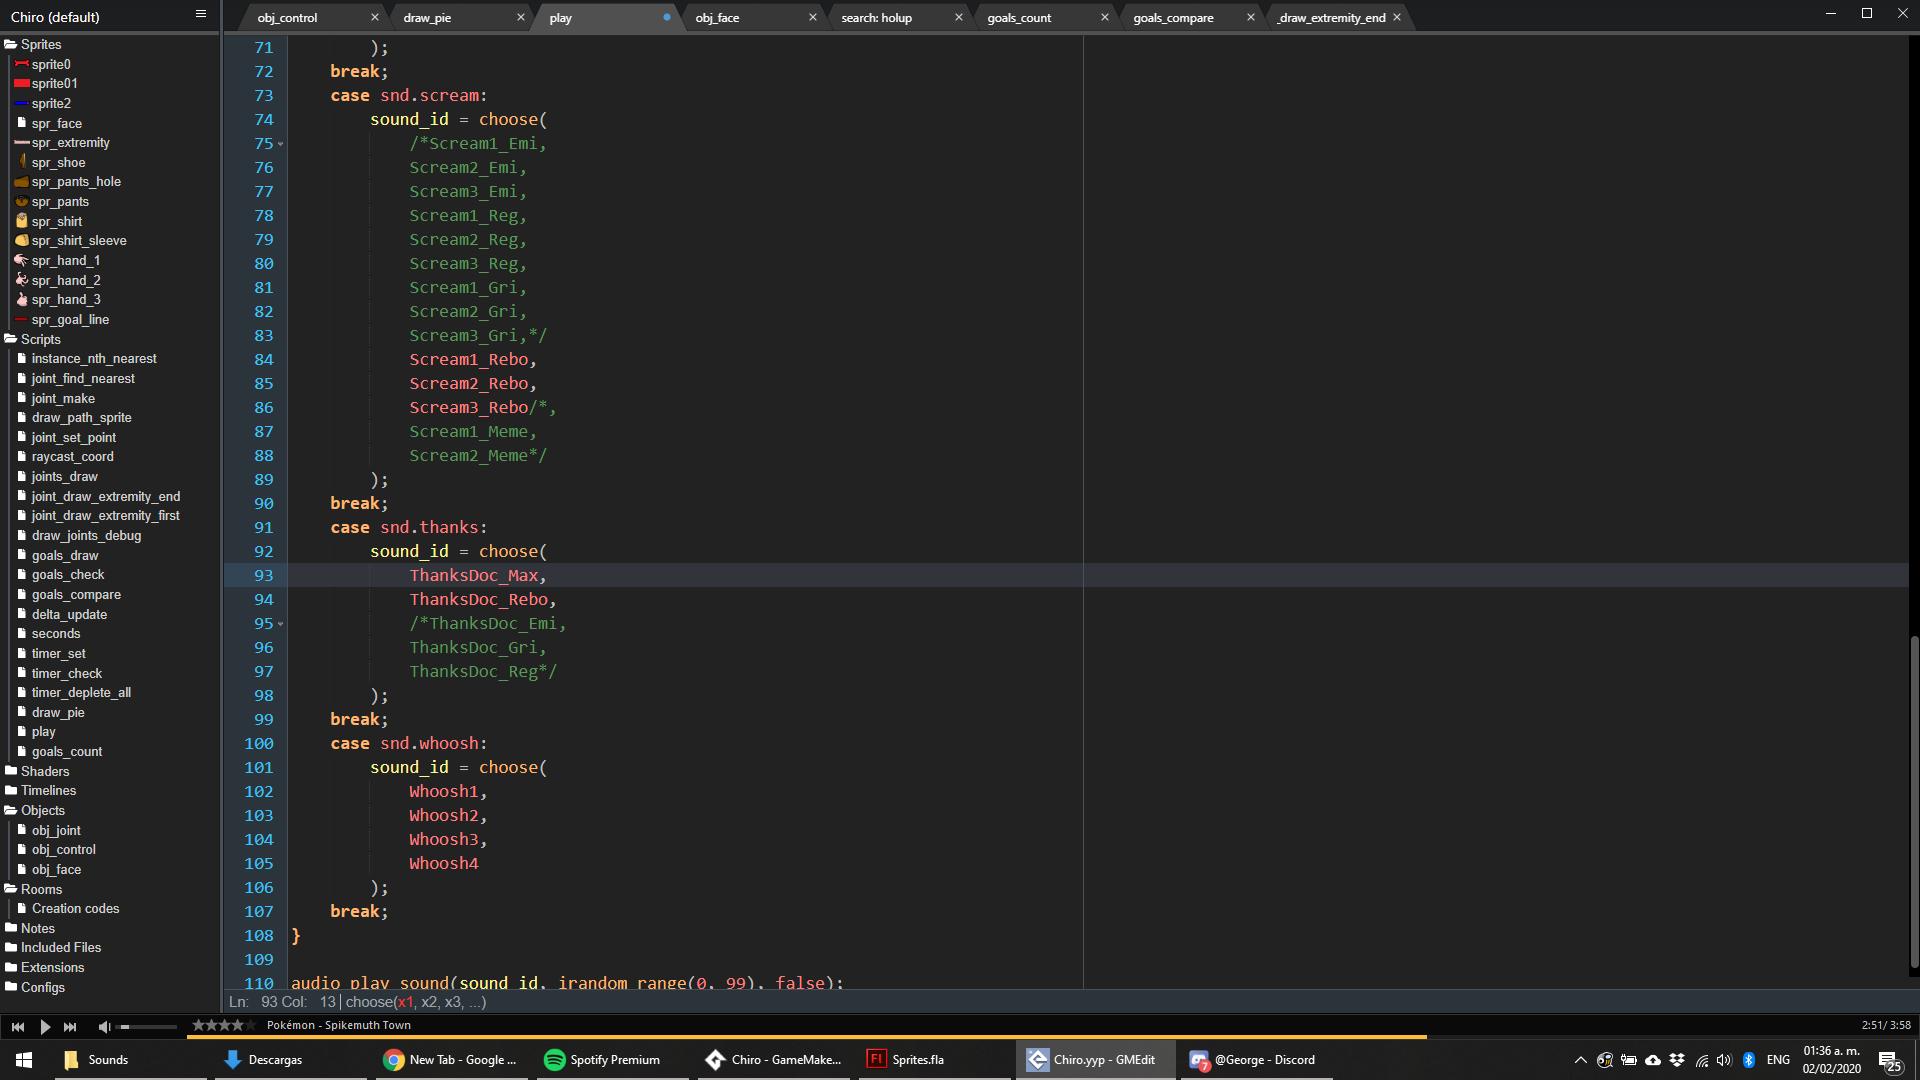 Chiro (default)
obj_control
draw_pie
play
obj_face
search: holup
goals_count
goals_compare
_draw_extremity_end
Sprites
sprite0
sprite01
sprite2
spr_face
spr_extremity
spr_shoe
spr_pants_hole
spr_pants
spr_shirt
spr_shirt_sleeve
spr_hand_1
spr_hand_2
spr_hand_3
spr_goal_line
Scripts
instance_nth_nearest
joint_find_nearest
joint_make
draw_path_sprite
joint_set_point
raycast_coord
joints_draw
joint_draw_extremity_end
joint_draw_extremity_first
draw_joints_debug
goals_draw
goals_check
goals_compare
delta_update
seconds
timer_set
timer_check
timer_deplete_all
draw_pie
play
goals_count
Shaders
Timelines
Objects
obj_joint
obj_control
obj_face
Rooms
Creation codes
Notes
Included Files
Extensions
Configs
71 );
72 break;
73 case snd.scream:
74 sound_id = choose(
75 /*Scream1_Emi,
76 Scream2_Emi,
77 Scream3_Emi,
78 Scream1_Reg,
79 Scream2_Reg,
80 Scream3_Reg,
81 Scream1_Gri,
82 Scream2_Gri,
83 Scream3_Gri,*/
84 Scream1_Rebo,
85 Scream2_Rebo,
86 Scream3_Rebo/*,
87 Scream1_Meme,
88 Scream2_Meme*/
89 );
90 break;
91 case snd.thanks:
92 sound_id = choose(
93 ThanksDoc_Max,
94 ThanksDoc_Rebo,
95 /*ThanksDoc_Emi,
96 ThanksDoc_Gri,
97 ThanksDoc_Reg*/
98 );
99 break;
100 case snd.whoosh:
101 sound_id = choose(
102 Whoosh1,
103 Whoosh2,
104 Whoosh3,
105 Whoosh4
106 );
107 break;
108 }
109
110 audio_play_sound(sound_id, irandom_range(0, 99), false);
Ln: 93 Col: 13 choose(x1, x2, x3, ...)
Pokémon - Spikemuth Town
2:51/ 3:58
Sounds
Descargas
New Tab - Google ...
Spotify Premium
Chiro - GameMake...
Sprites.fla
Chiro.yyp - GMEdit
7
@George - Discord
ENG
01:36 a. m.
02/02/2020
25